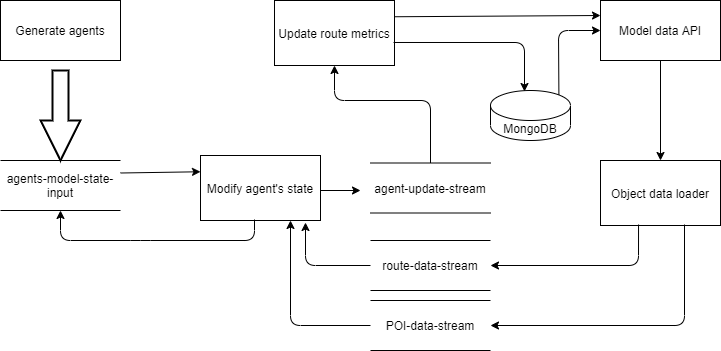 Generate agents
Update route metrics
Model data API
MongoDB
agents-model-state-
input
Modify agent's state
agent-update-stream
Object data loader
route-data-stream
POI-data-stream